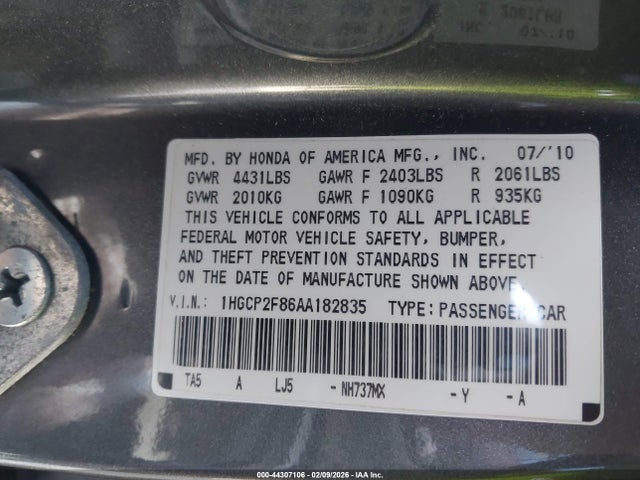 R 2061LBS
07/'10
MFD. BY HONDA OF AMERICA MFG., INC. 07/'10
GVWR 4431LBS GAWR F 2403LBS R 2061LBS
GVWR 2010KG GAWR F 1090KG R 935KG
THIS VEHICLE CONFORMS TO ALL APPLICABLE
FEDERAL MOTOR VEHICLE SAFETY, BUMPER,
AND THEFT PREVENTION STANDARDS IN EFFECT
ON THE DATE OF MANUFACTURE SHOWN ABOVE.
V.I.N.: 1HGCP2F86AA182835 TYPE: PASSENGER CAR
TA5 A LJ5 - NH737MX - Y - A
000-44307106 - 02/09/2026 - IAA Inc.